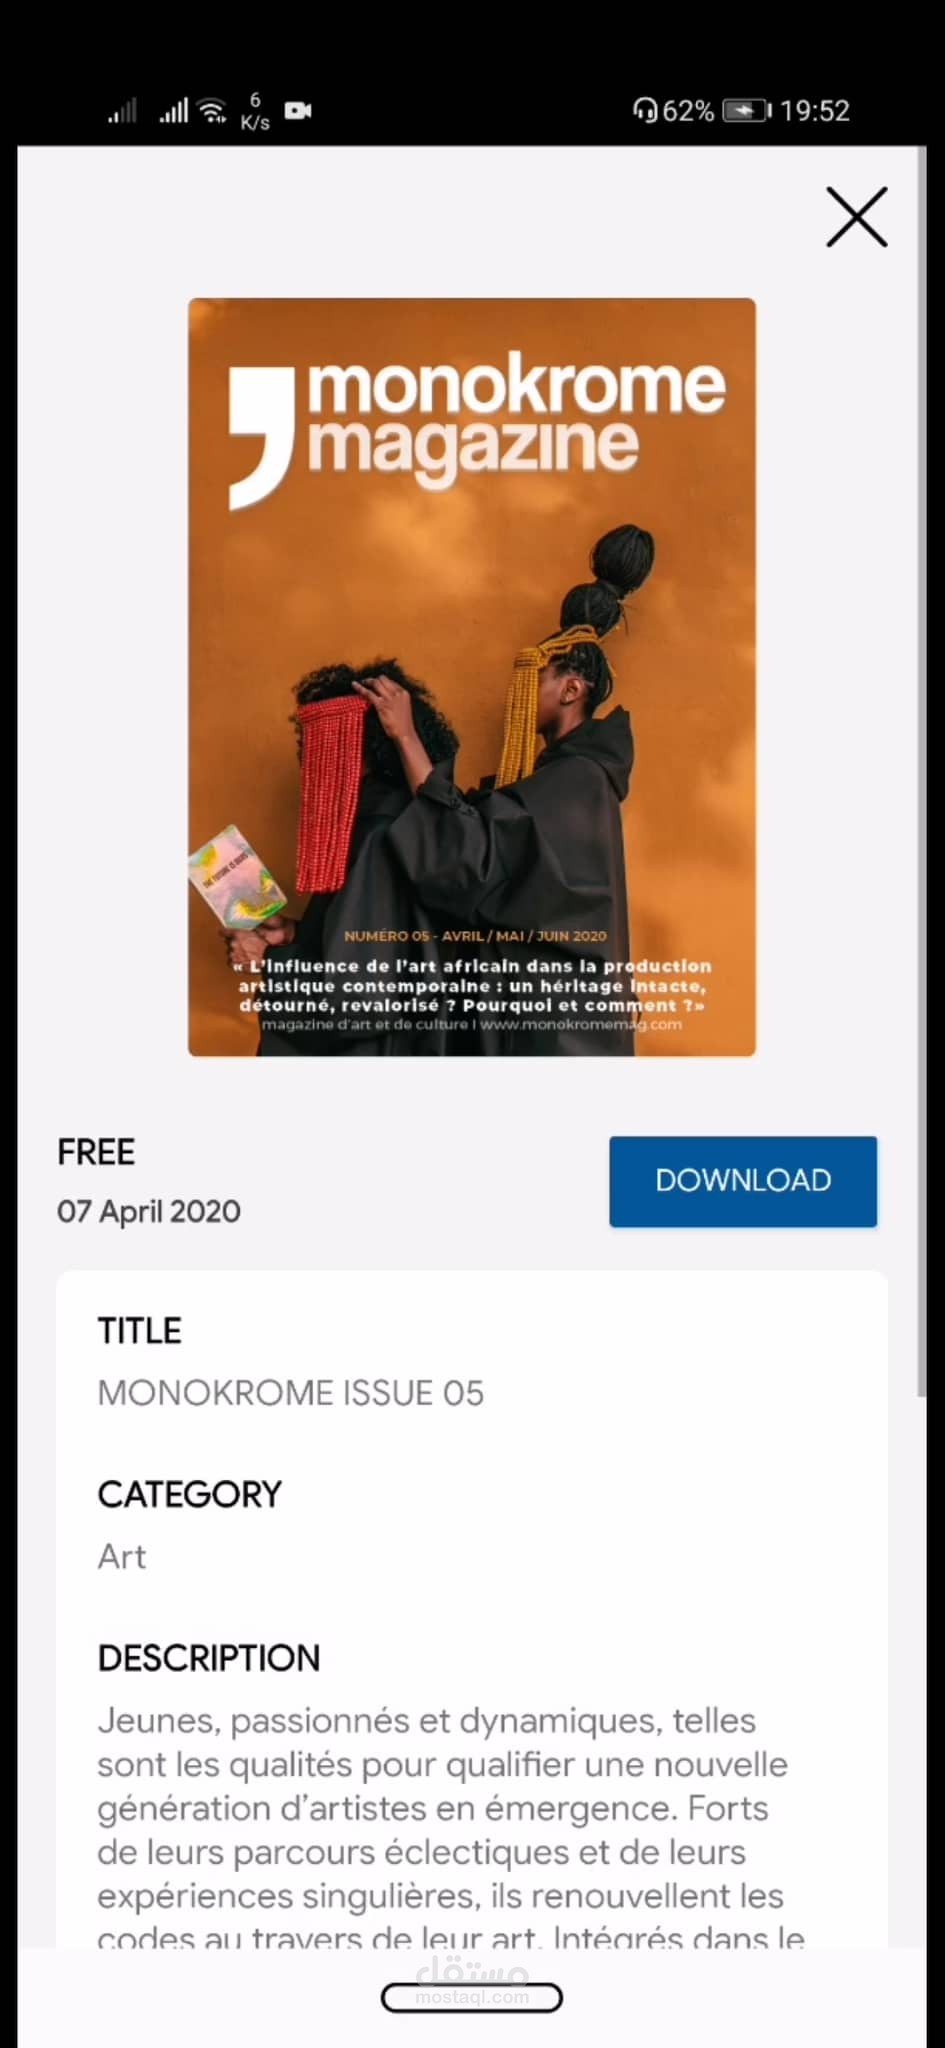 6
K/s
62%
19:52
monokrome
magazine
THE FUTURE IS OURS
NUMÉRO 05 - AVRIL / MAI / JUIN 2020
« L'influence de l'art africain dans la production
artistique contemporaine : un héritage intacte,
détourné, revalorisé ? Pourquoi et comment ?»
magazine d'art et de culture I www.monokromemag.com
FREE
07 April 2020
DOWNLOAD
TITLE
MONOKROME ISSUE 05
CATEGORY
Art
DESCRIPTION
Jeunes, passionnés et dynamiques, telles
sont les qualités pour qualifier une nouvelle
génération d'artistes en émergence. Forts
de leurs parcours éclectiques et de leurs
expériences singulières, ils renouvellent les
codes au travers de leur art. Intégrés dans le
مستقل
mostaql.com